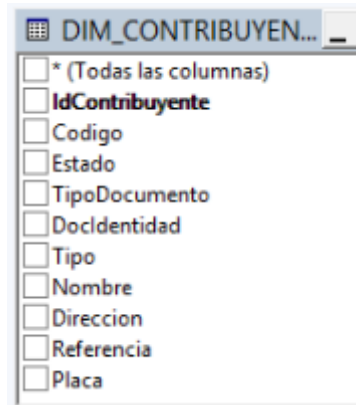 DIM_CONTRIBUYEN...
* (Todas las columnas)
IdContribuyente
Codigo
Estado
TipoDocumento
DocIdentidad
Tipo
Nombre
Direccion
Referencia
Placa